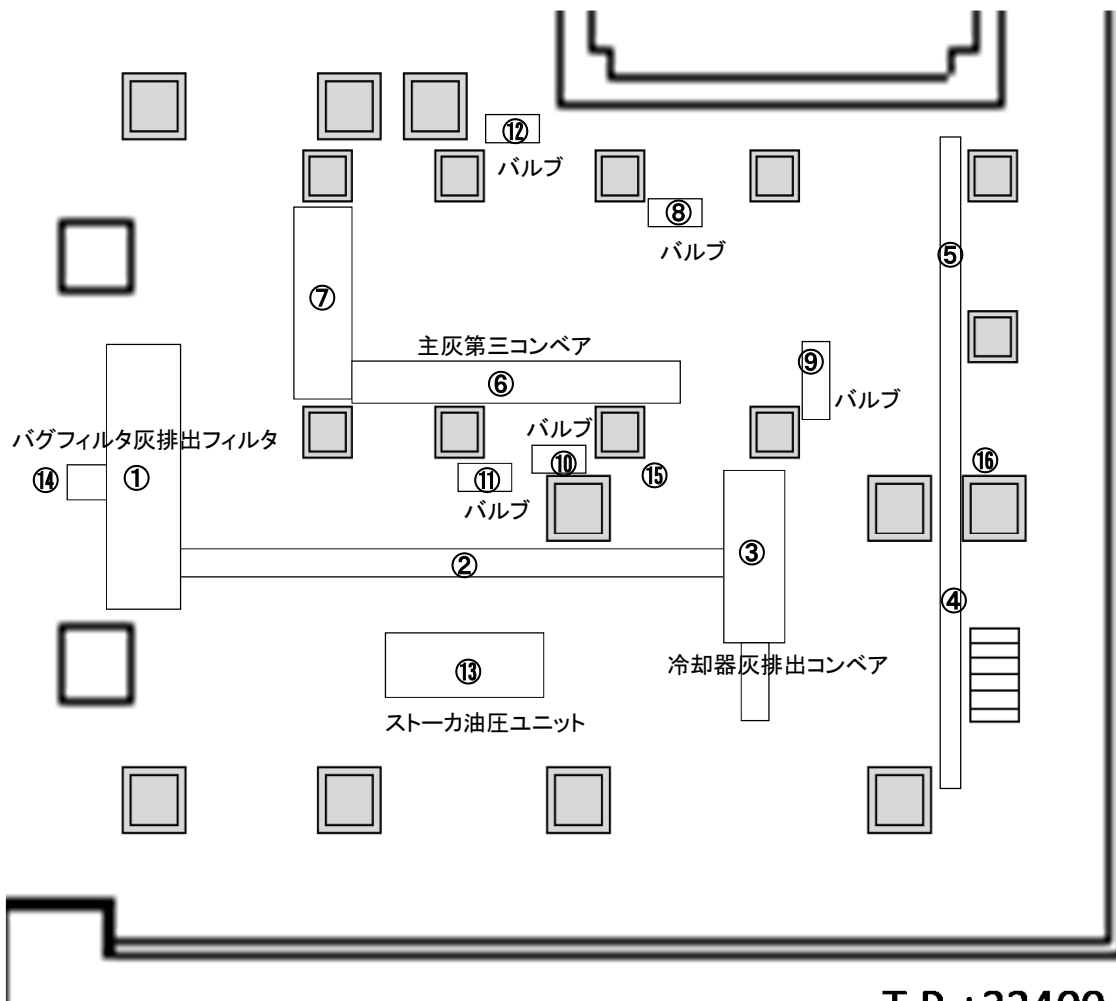 ⑫
バルブ
⑧
バルブ
⑤
⑦
主灰第三コンベア
⑥
⑨
バルブ
バルブ
バグフィルタ灰排出フィルタ
⑩
⑭
①
⑪
⑮
⑯
バルブ
②
③
④
⑬
冷却器灰排出コンベア
ストーカ油圧ユニット